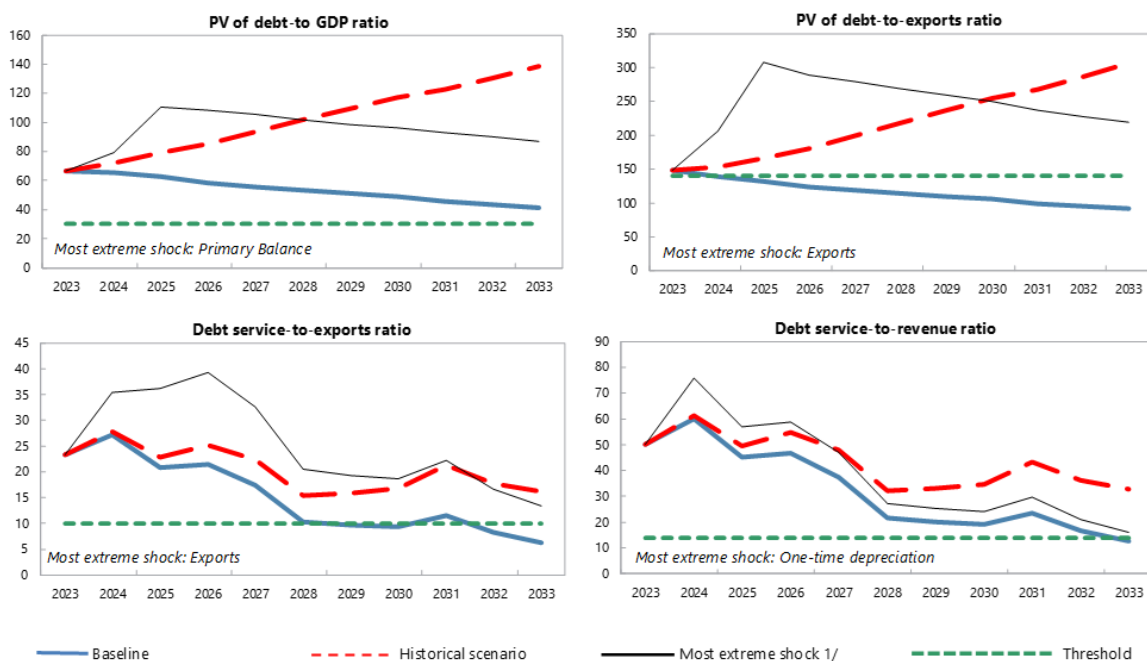 PV of debt-to GDP ratio
160
140
120
100
80
60
40
20
0
Most extreme shock: Primary Balance
2023 2024 2025 2026 2027 2028 2029 2030 2031 2032 2033
PV of debt-to-exports ratio
350
300
250
200
150
100
50
0
Most extreme shock: Exports
2023 2024 2025 2026 2027 2028 2029 2030 2031 2032 2033
Debt service-to-exports ratio
45
40
35
30
25
20
15
10
5
0
Most extreme shock: Exports
2023 2024 2025 2026 2027 2028 2029 2030 2031 2032 2033
Debt service-to-revenue ratio
90
80
70
60
50
40
30
20
10
0
Most extreme shock: One-time depreciation
2023 2024 2025 2026 2027 2028 2029 2030 2031 2032 2033
Baseline Historical scenario Most extreme shock 1/ Threshold